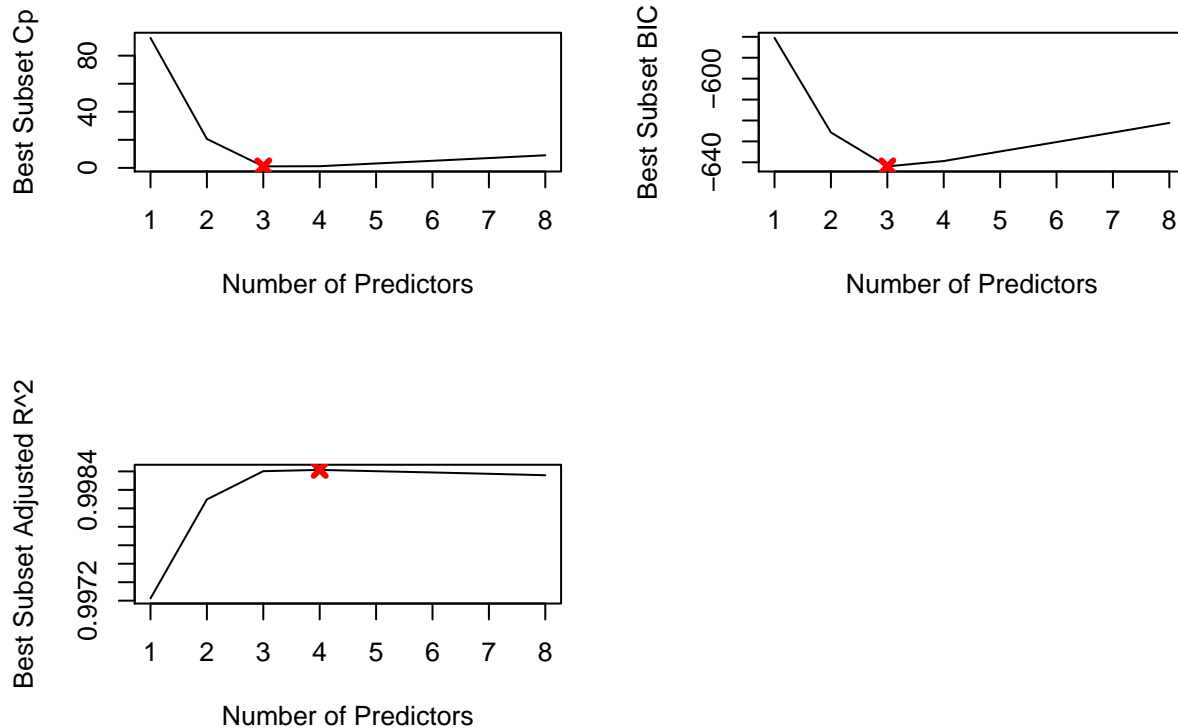 Best Subset Cp
80
40
0
1 2 3 4 5 6 7 8
Number of Predictors
Best Subset BIC
−600
−640
1 2 3 4 5 6 7 8
Number of Predictors
Best Subset Adjusted R^2
0.9984
0.9972
1 2 3 4 5 6 7 8
Number of Predictors